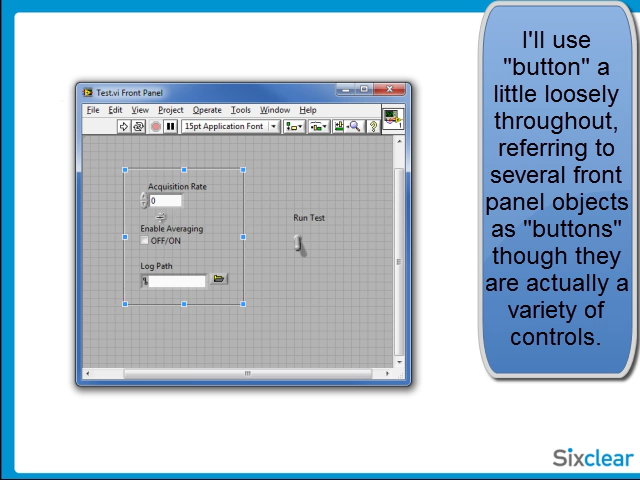 I'll use
"button" a
little loosely
throughout,
referring to
several front
panel objects
as "buttons"
though they
are actually a
variety of
controls.
Test.vi Front Panel
File Edit View Project Operate Tools Window Help
15pt Application Font
Acquisition Rate
0
Enable Averaging
OFF/ON
Log Path
Run Test
Sixclear